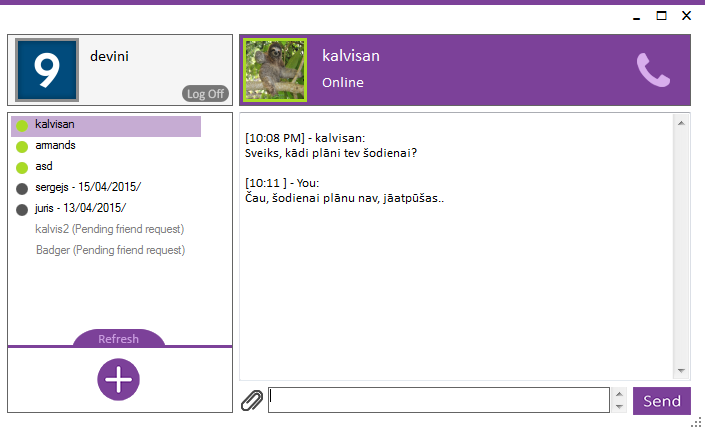 9
devini
Log Off
kalvisan
Online
kalvisan
amands
asd
sergejs - 15/04/2015/
juris - 13/04/2015/
kalvis2 (Pending friend request)
Badger (Pending friend request)
Refresh
[10:08 PM] - kalvisan:
Sveiks, kādi plāni tev šodienai?
[10:11 ] - You:
Čau, šodienai plānu nav, jāatpūšas..
Send